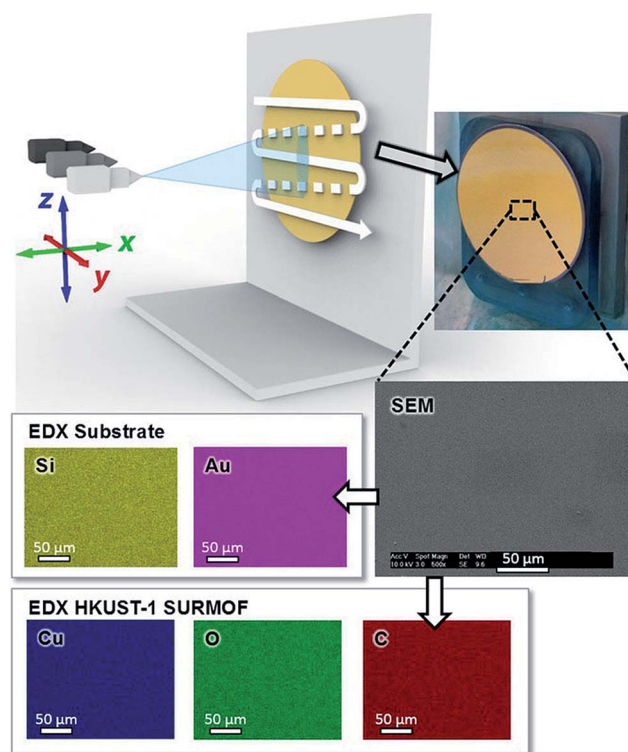 z
x
y
SEM
Acc.V Spot Magn Det WD
10.0 kV 3.0 500x SE 9.6
50 µm
EDX Substrate
Si
Au
50 µm
50 µm
EDX HKUST-1 SURMOF
Cu
O
C
50 µm
50 µm
50 µm